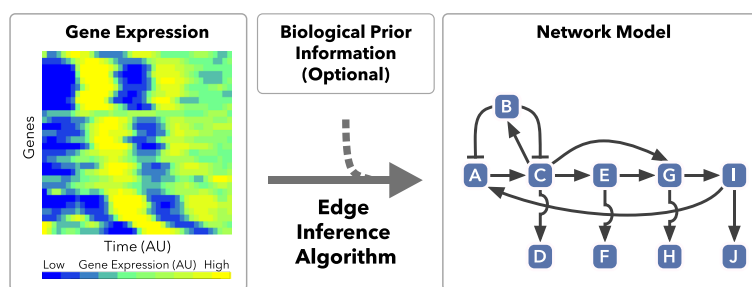 Gene Expression
Genes
Time (AU)
Low Gene Expression (AU) High
Biological Prior
Information
(Optional)
Edge
Inference
Algorithm
Network Model
B
A C E G I
D F H J